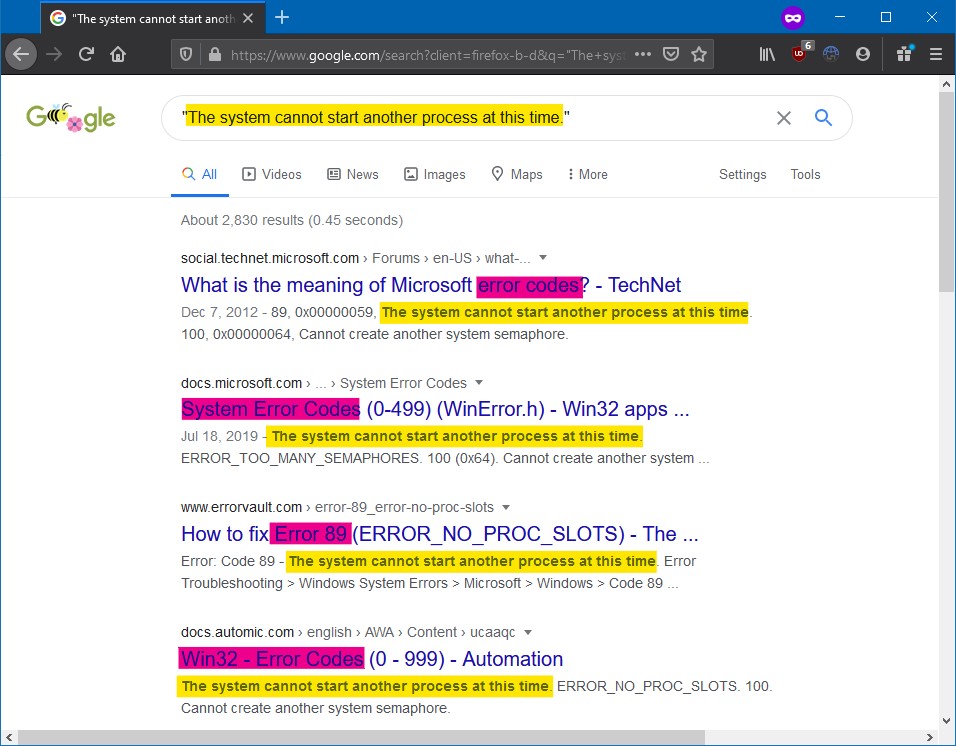 "The system cannot start anoth
https://www.google.com/search?client=firefox-b-d&q="The+sys
6
Google
"The system cannot start another process at this time."
All Videos News Images Maps More Settings Tools
About 2,830 results (0.45 seconds)
social.technet.microsoft.com › Forums › en-US › what-...
What is the meaning of Microsoft error codes? - TechNet
Dec 7, 2012 - 89, 0x00000059, The system cannot start another process at this time.
100, 0x00000064, Cannot create another system semaphore.
docs.microsoft.com › ... › System Error Codes
System Error Codes (0-499) (WinError.h) - Win32 apps ...
Jul 18, 2019 - The system cannot start another process at this time.
ERROR_TOO_MANY_SEMAPHORES. 100 (0x64). Cannot create another system ...
www.errorvault.com › error-89_error-no-proc-slots
How to fix Error 89 (ERROR_NO_PROC_SLOTS) - The ...
Error: Code 89 - The system cannot start another process at this time. Error
Troubleshooting > Windows System Errors > Microsoft > Windows > Code 89 ...
docs.automic.com › english › AWA › Content › ucaaqc
Win32 - Error Codes (0 - 999) - Automation
The system cannot start another process at this time. ERROR_NO_PROC_SLOTS. 100.
Cannot create another system semaphore.